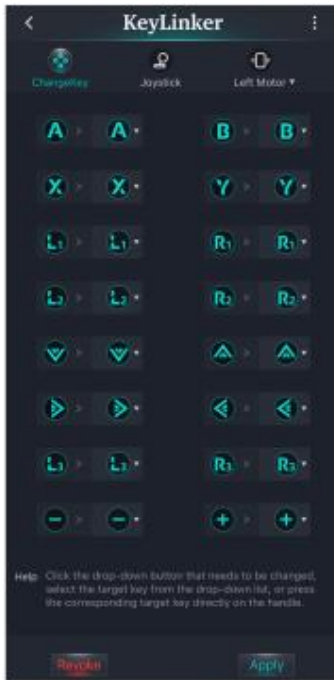 KeyLinker
ChangeKey Joystick Left Motor
A A B B
X X Y Y
L1 L1 R1 R1
L2 L2 R2 R2
L3 L3 R3 R3
- - + +
Help: Click the drop-down button that needs to be changed,
select the target key from the drop-down list, or press
the corresponding target key directly on the handle.
Revoke Apply